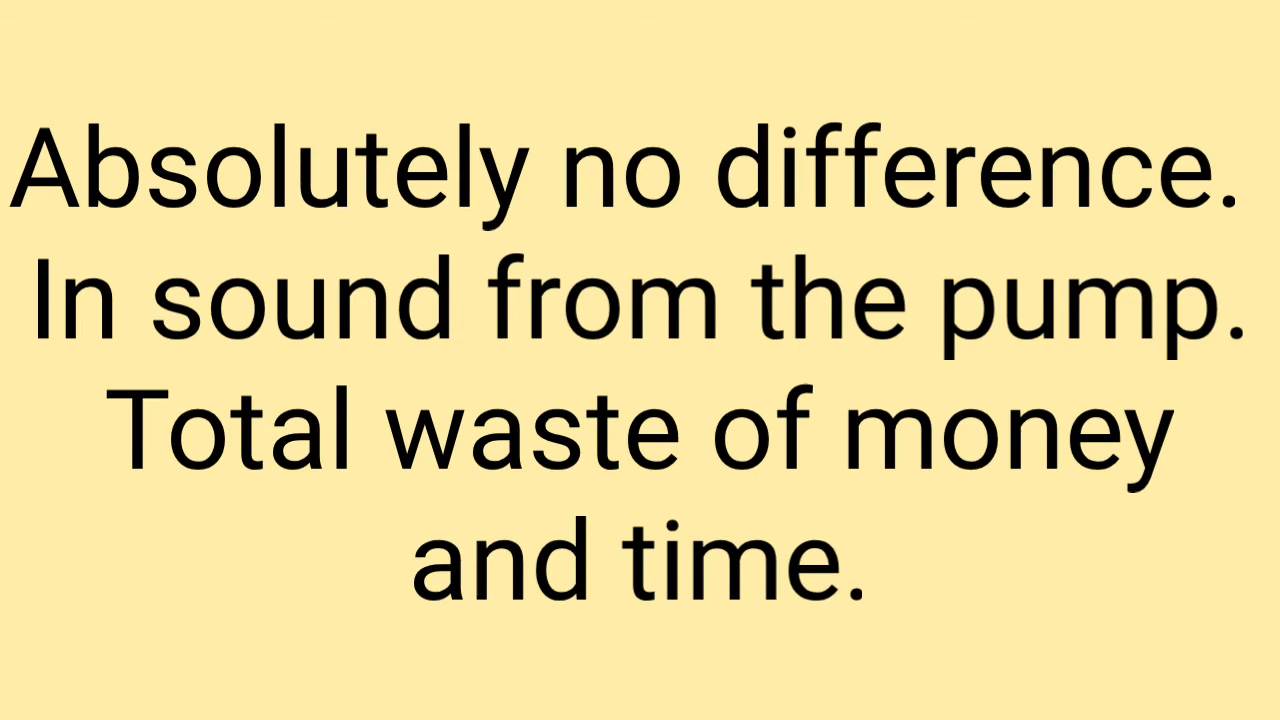 Absolutely no difference.
In sound from the pump.
Total waste of money
and time.